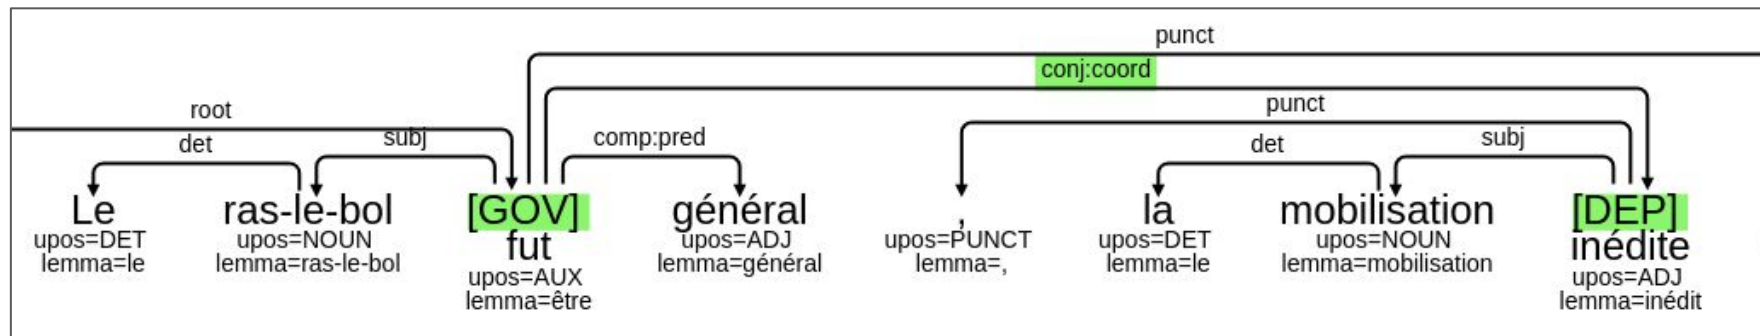 punct
conj:coord
root punct
det subj comp:pred det subj
Le ras-le-bol [GOV] général , la mobilisation [DEP]
upos=DET upos=NOUN fut upos=ADJ upos=PUNCT upos=DET upos=NOUN inédite
lemma=le lemma=ras-le-bol upos=AUX lemma=général lemma=, lemma=le lemma=mobilisation upos=ADJ
lemma=être lemma=inédit